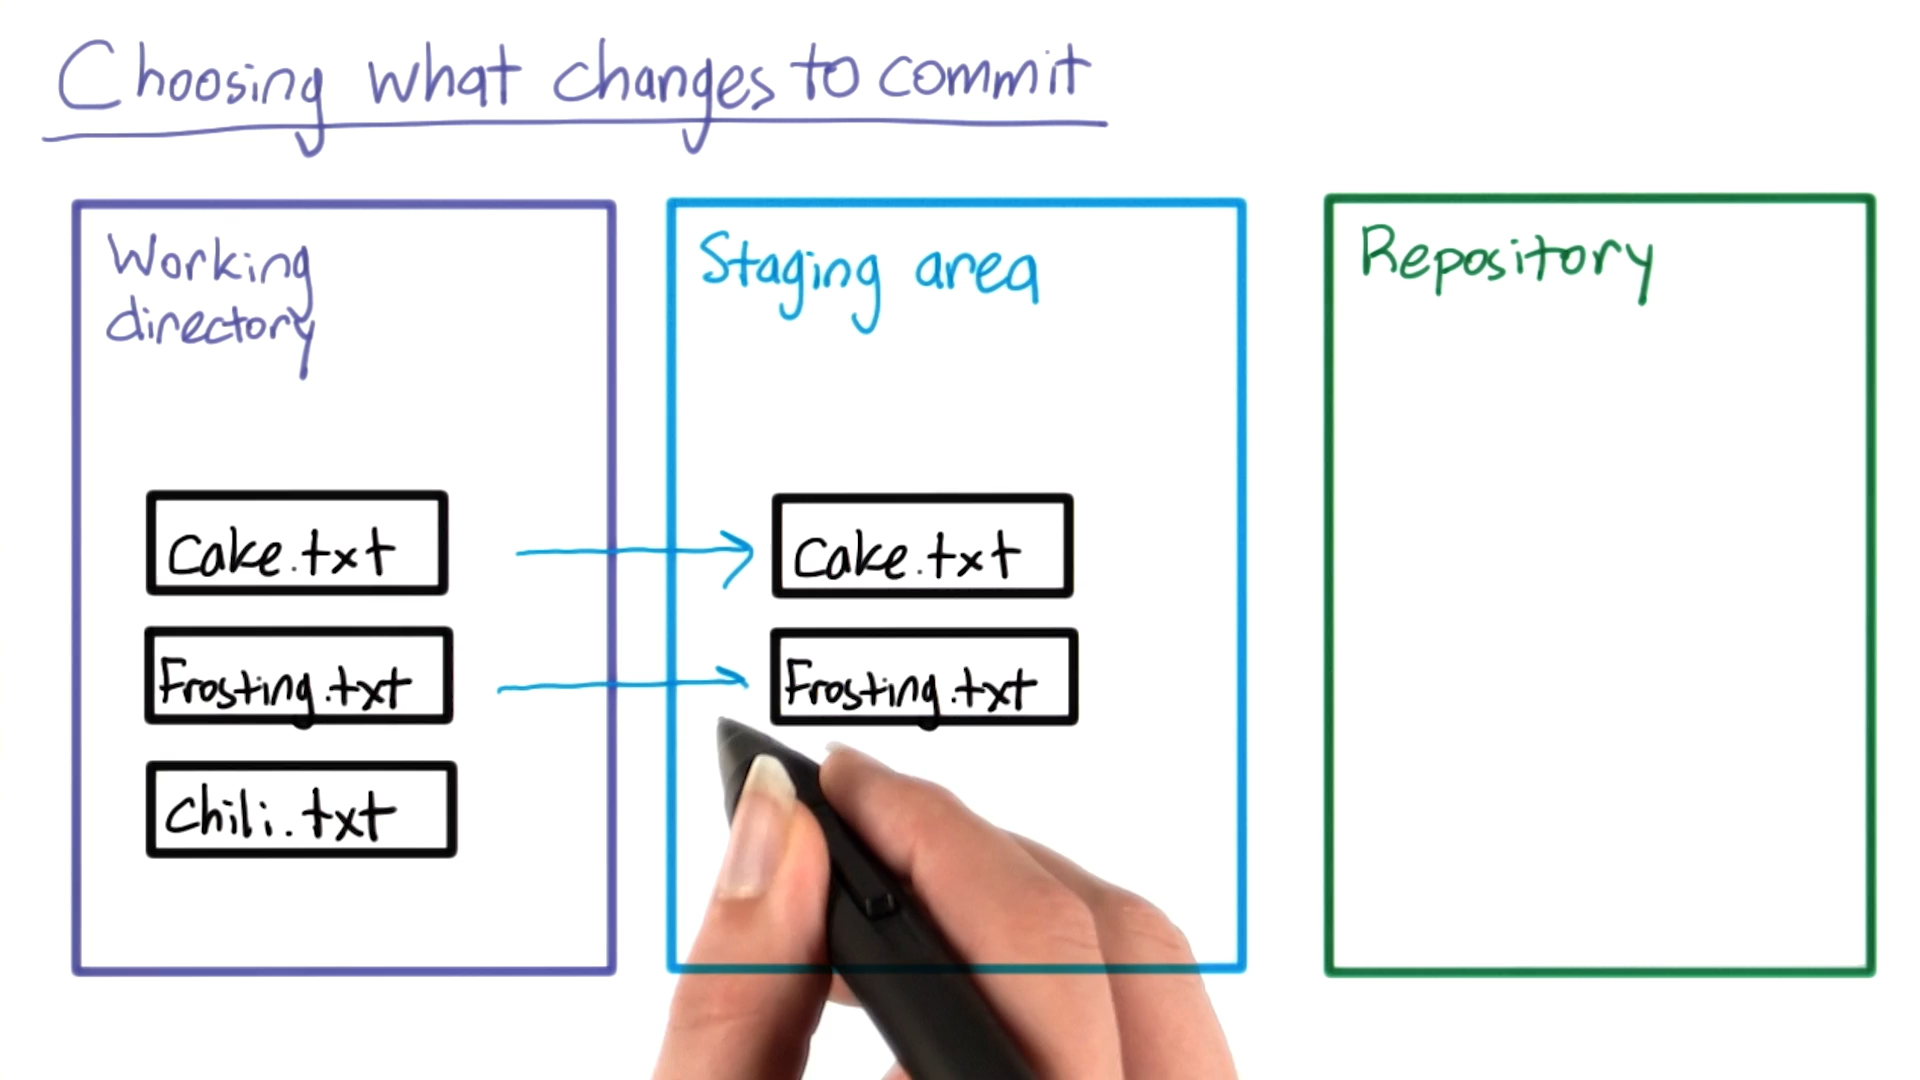 Choosing what changes to commit
Working
directory
Cake.txt
Frosting.txt
Chili.txt
Staging area
Cake.txt
Frosting.txt
Repository